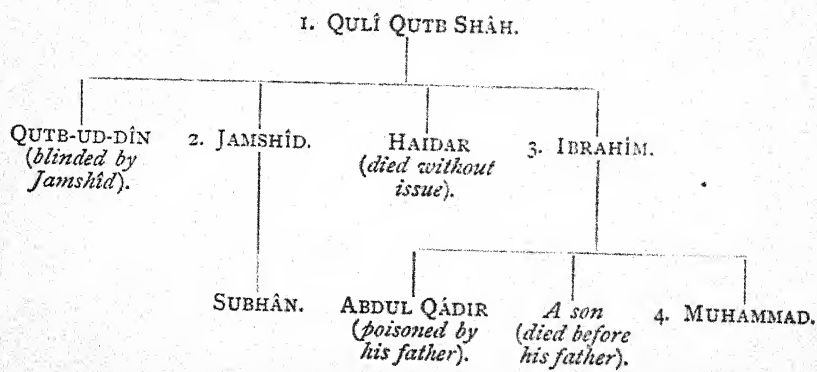 1. QULÎ QUTB SHÂH.
QUTB-UD-DÎN
(blinded by
Jamshîd).
2. JAMSHÎD.
HAIDAR
(died without
issue).
3. IBRAHÎM.
SUBHÂN.
ABDUL QÁDIR
(poisoned by
his father).
A son
(died before
his father).
4. MUHAMMAD.